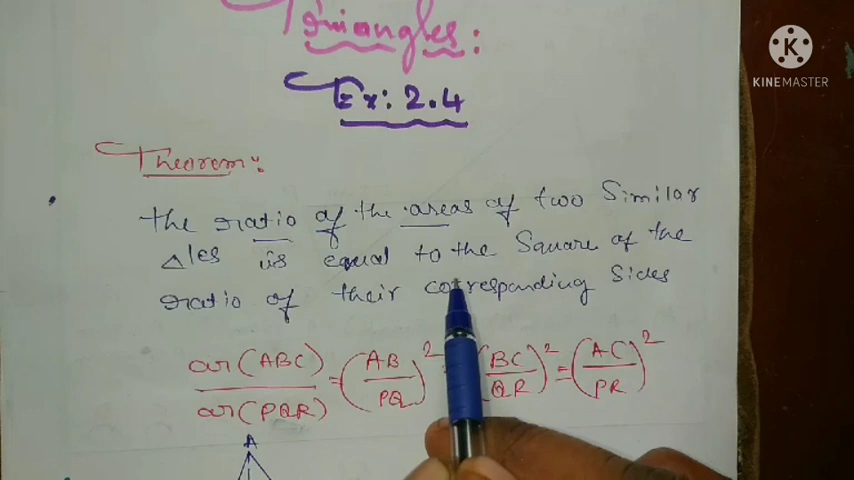 Triangles:
Ex: 2.4
KINEMASTER
Theorem:
the ratio of the areas of two Similar
△les is equal to the Square of the
ratio of their corresponding Sides
ar(ABC)/ar(PQR) = (AB/PQ)² = (BC/QR)² = (AC/PR)²
A